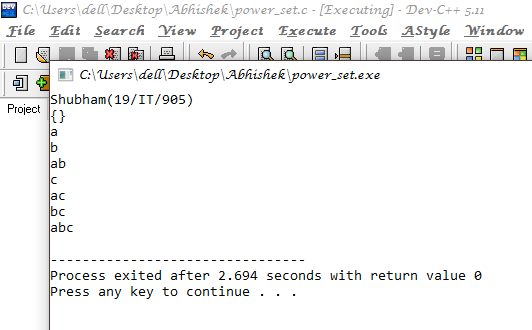 C:\Users\dell\Desktop\Abhishek\power_set.c - [Executing] - Dev-C++ 5.11
File Edit Search View Project Execute Tools AStyle Window
C:\Users\dell\Desktop\Abhishek\power_set.exe
Project
Shubham(19/IT/905)
{}
a
b
ab
c
ac
bc
abc
--------------------------------
Process exited after 2.694 seconds with return value 0
Press any key to continue . . .